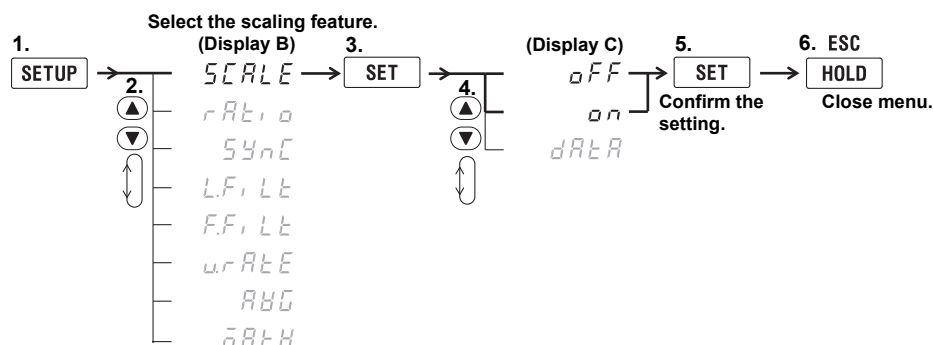 Select the scaling feature.
1.
(Display B)
3.
(Display C)
5.
6. ESC
SETUP
SCALE
SET
oFF
SET
HOLD
2.
4.
rAtio
on
Confirm the
setting.
Close menu.
SYnC
dAtA
L.FiLt
F.FiLt
u.rAtE
AVG
MAtH